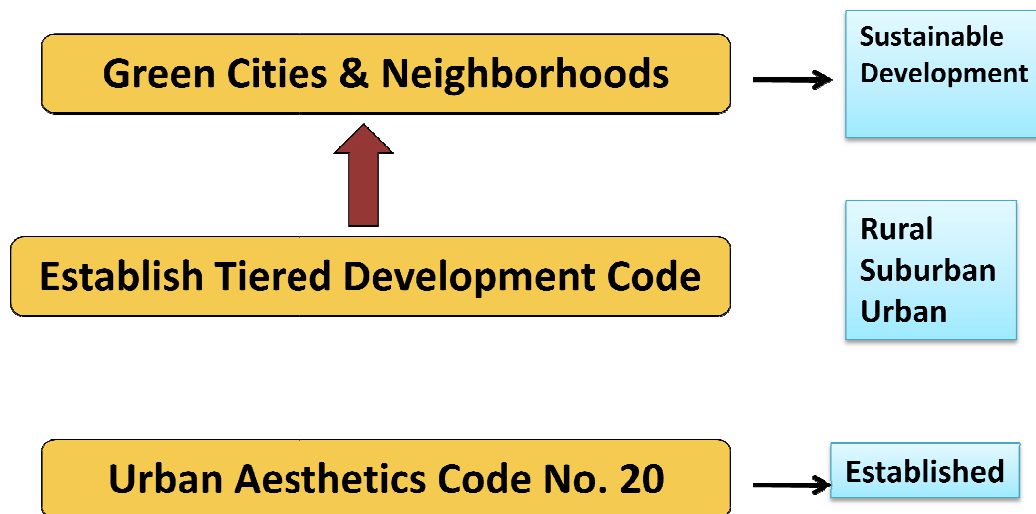 Green Cities & Neighborhoods
Sustainable
Development
Establish Tiered Development Code
Rural
Suburban
Urban
Urban Aesthetics Code No. 20
Established